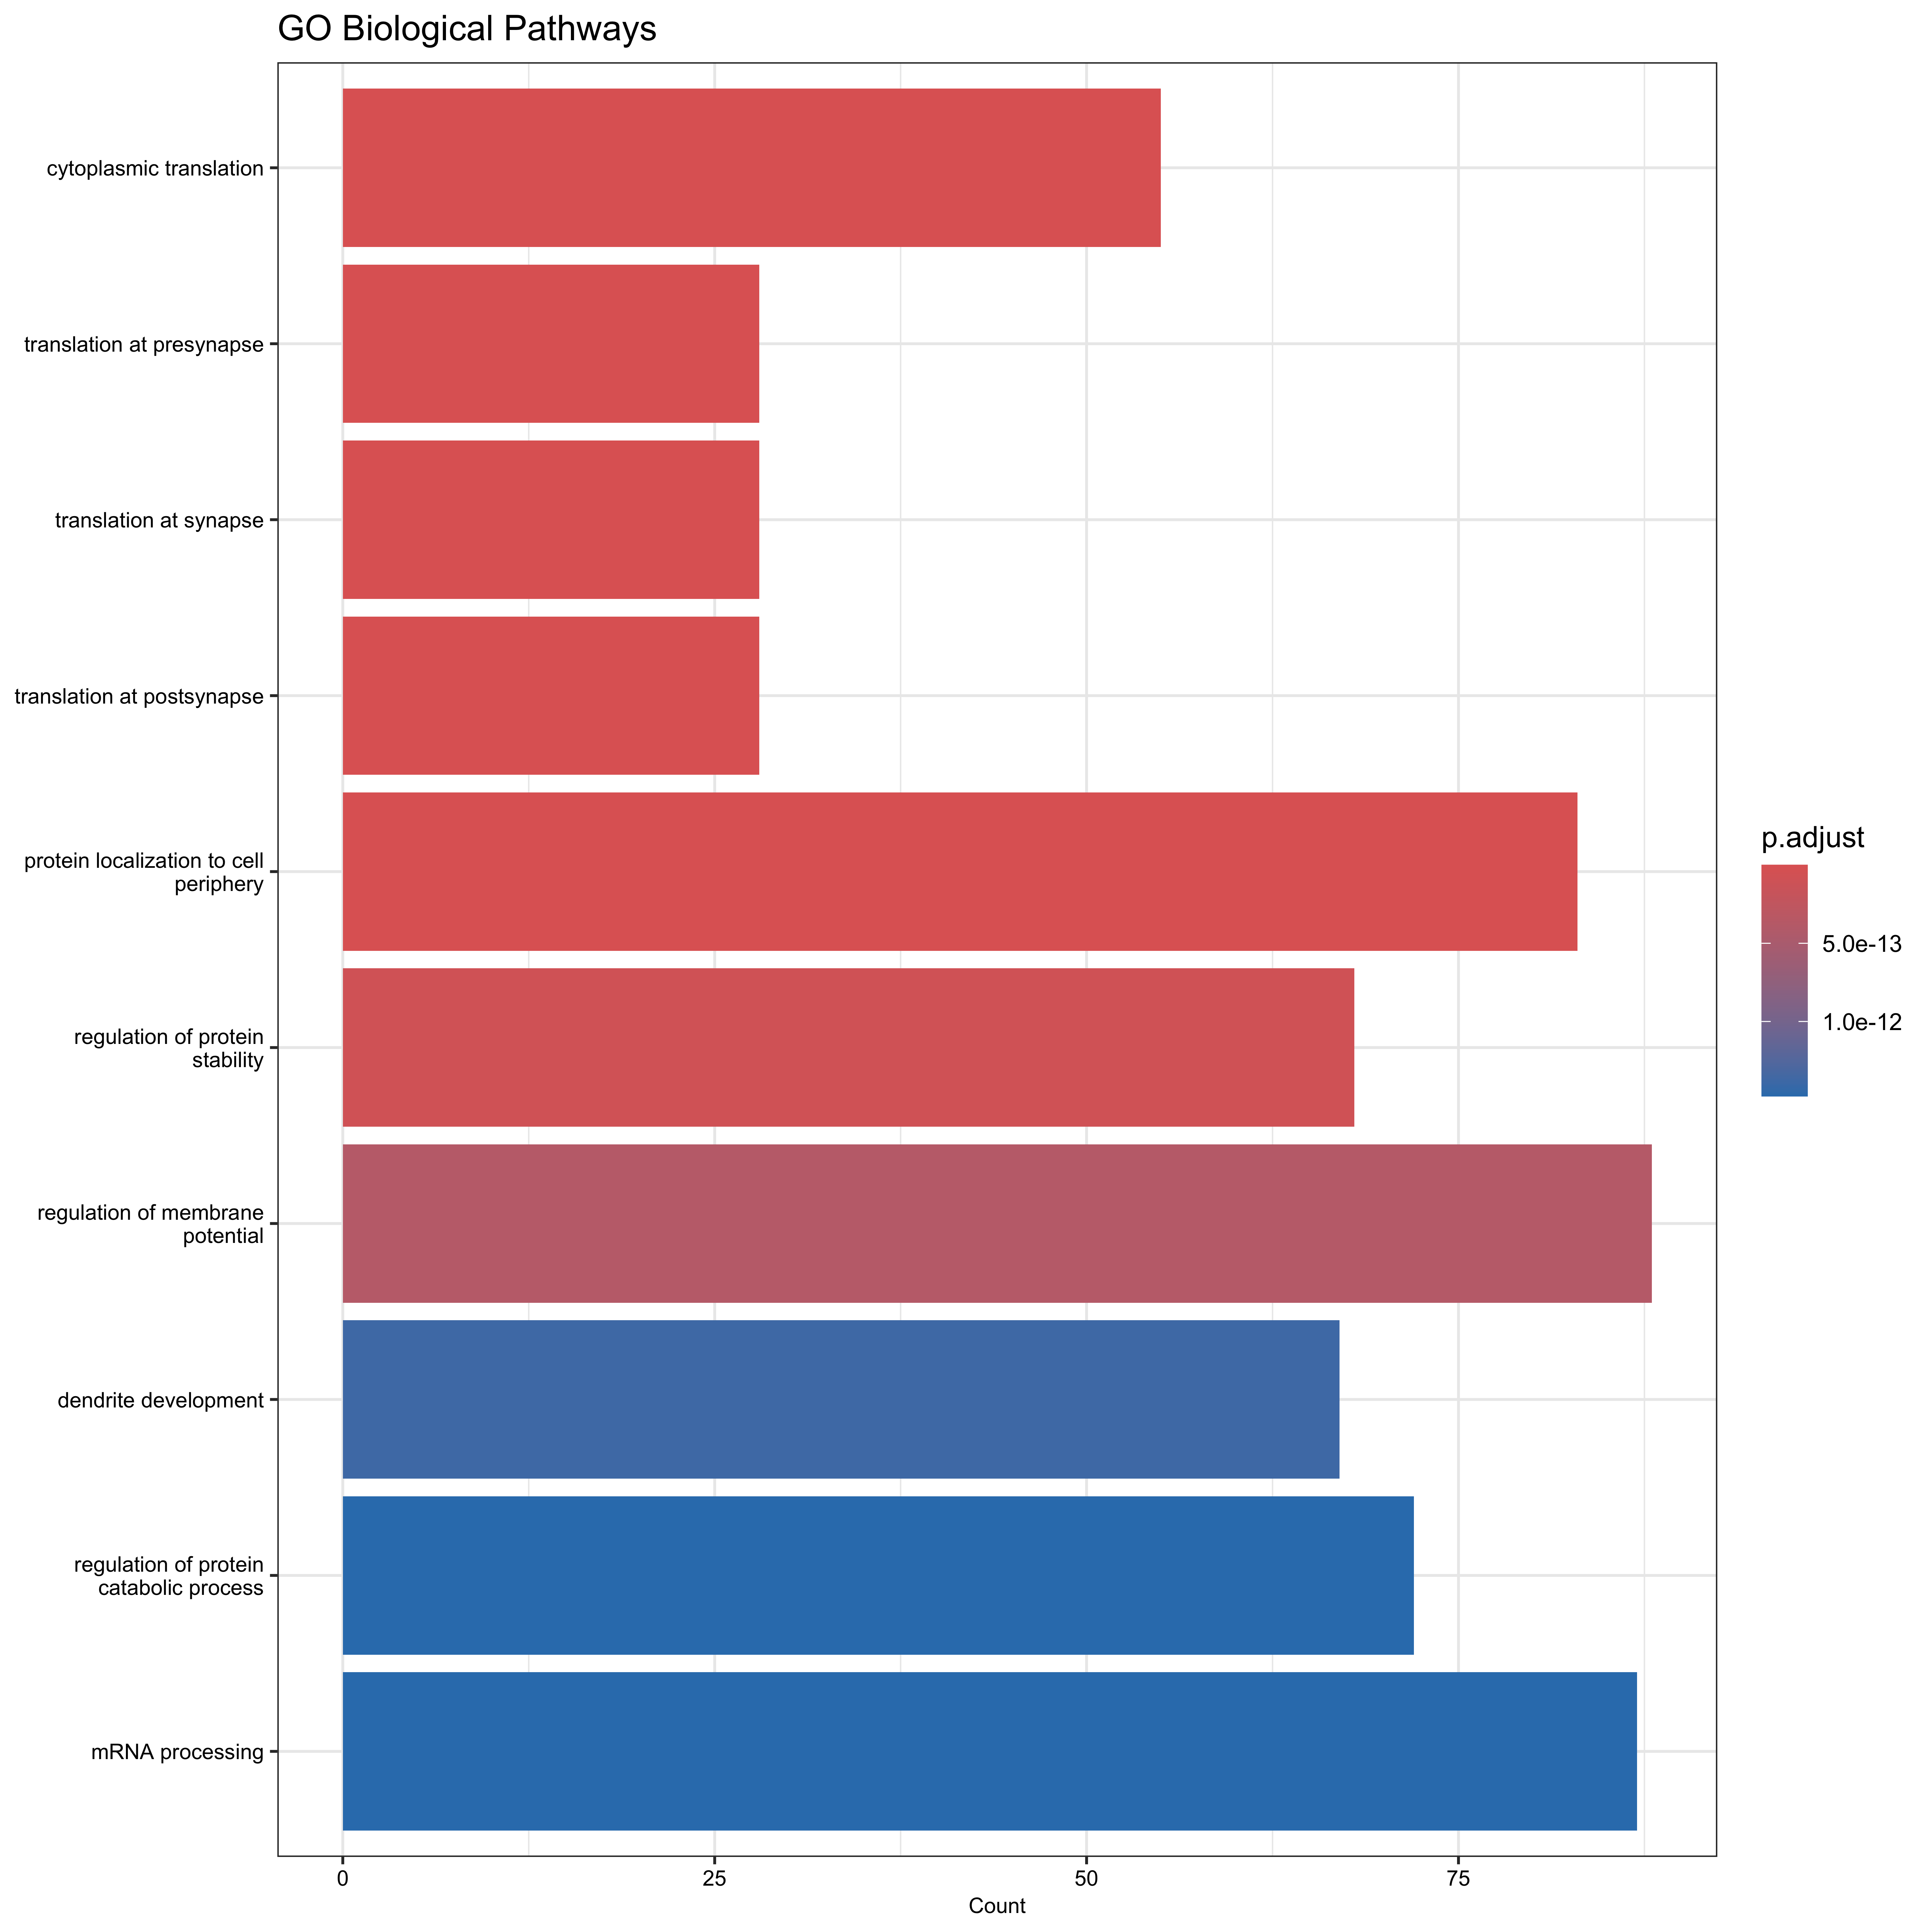 GO Biological Pathways
cytoplasmic translation
translation at presynapse
translation at synapse
translation at postsynapse
protein localization to cell
periphery
regulation of protein
stability
regulation of membrane
potential
dendrite development
regulation of protein
catabolic process
mRNA processing
0 25 50 75
Count
p.adjust
5.0e-13
1.0e-12